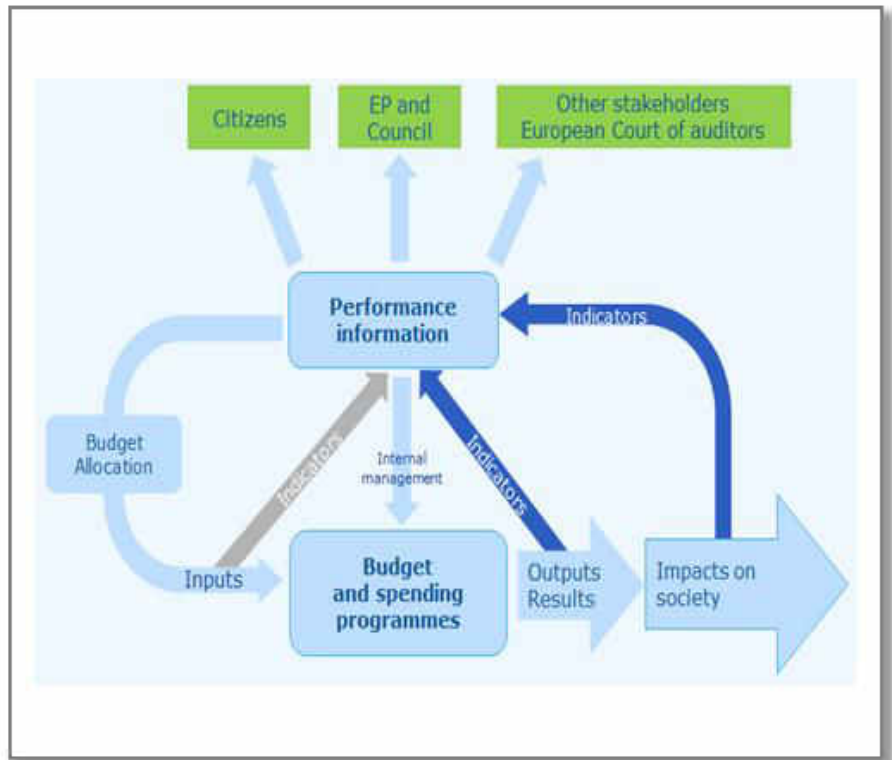 Citizens
EP and
Council
Other stakeholders
European Court of auditors
Performance
information
Indicators
Budget
Allocation
Indicators
Internal
management
Indicators
Inputs
Budget
and spending
programmes
Outputs
Results
Impacts on
society